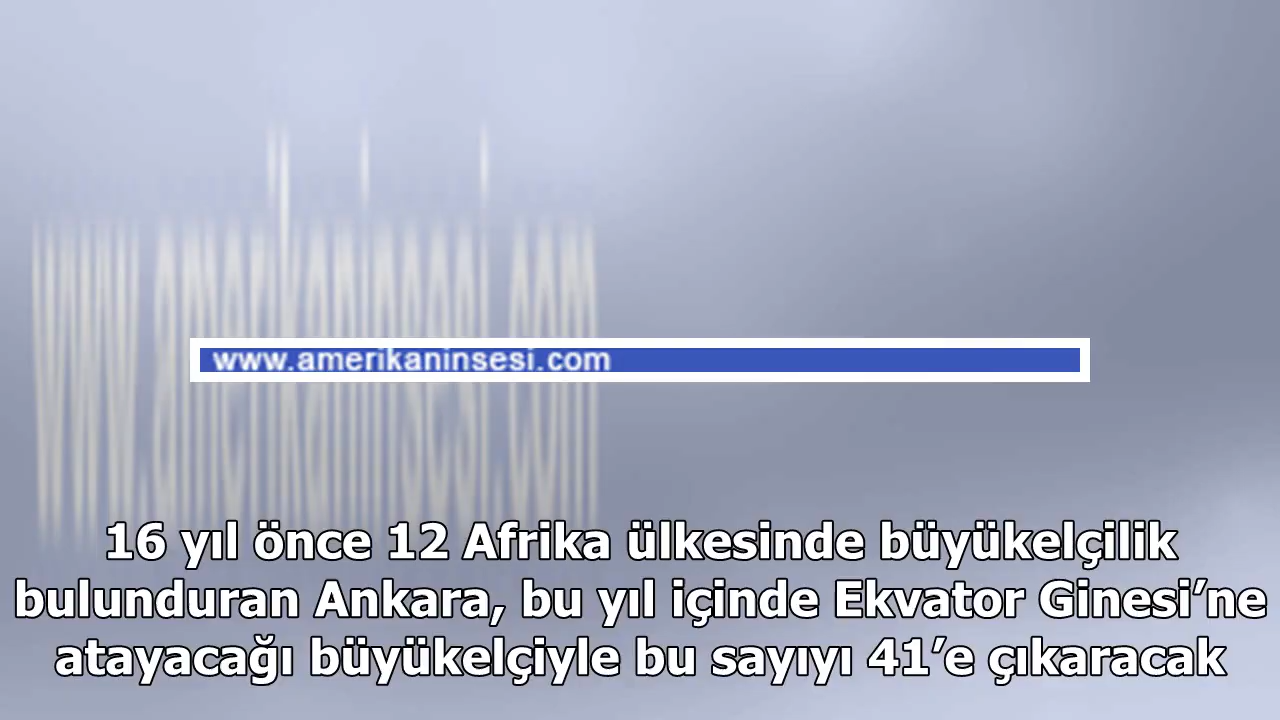 www.amerikaninsesi.com
16 yıl önce 12 Afrika ülkesinde büyükelçilik
bulunduran Ankara, bu yıl içinde Ekvator Ginesi’ne
atayacağı büyükelçiyle bu sayıyı 41’e çıkaracak